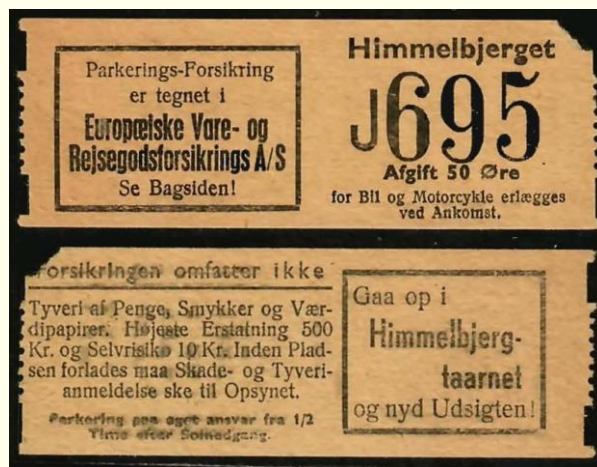 Parkerings-Forsikring
er tegnet i
Europæiske Vare- og
Rejsegodsforsikrings A/S
Se Bagsiden!
Himmelbjerget
J695
Afgift 50 Øre
for Bil og Motorcykle erlægges
ved Ankomst.
Forsikringen omfatter ikke
Tyveri af Penge, Smykker og Vær-
dipapirer. Højeste Erstatning 500
Kr. og Selvrisiko 10 Kr. Inden Plad-
sen forlades maa Skade- og Tyveri-
anmeldelse ske til Opsynet.
Parkering paa eget ansvar fra 1/2
Time efter Solnedgang.
Gaa op i
Himmelbjerg-
taarnet
og nyd Udsigten!